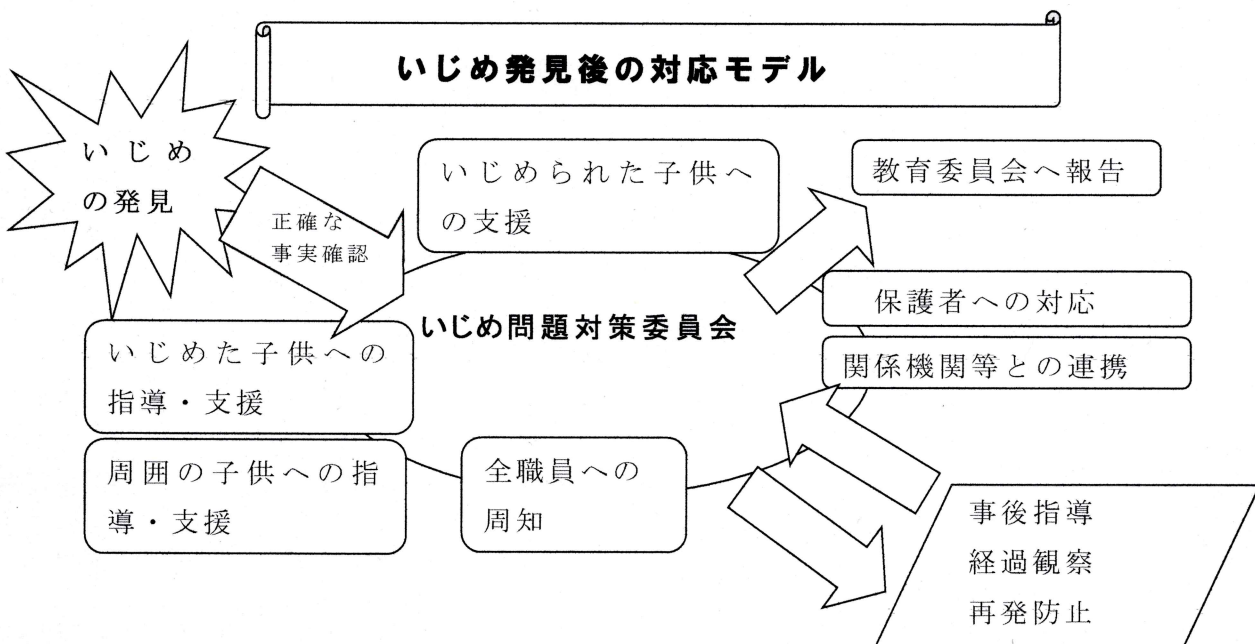 いじめ発見後の対応モデル
いじめ
の発見
正確な
事実確認
いじめられた子供へ
の支援
教育委員会へ報告
保護者への対応
いじめ問題対策委員会
関係機関等との連携
いじめた子供への
指導・支援
周囲の子供への指
導・支援
全職員への
周知
事後指導
経過観察
再発防止